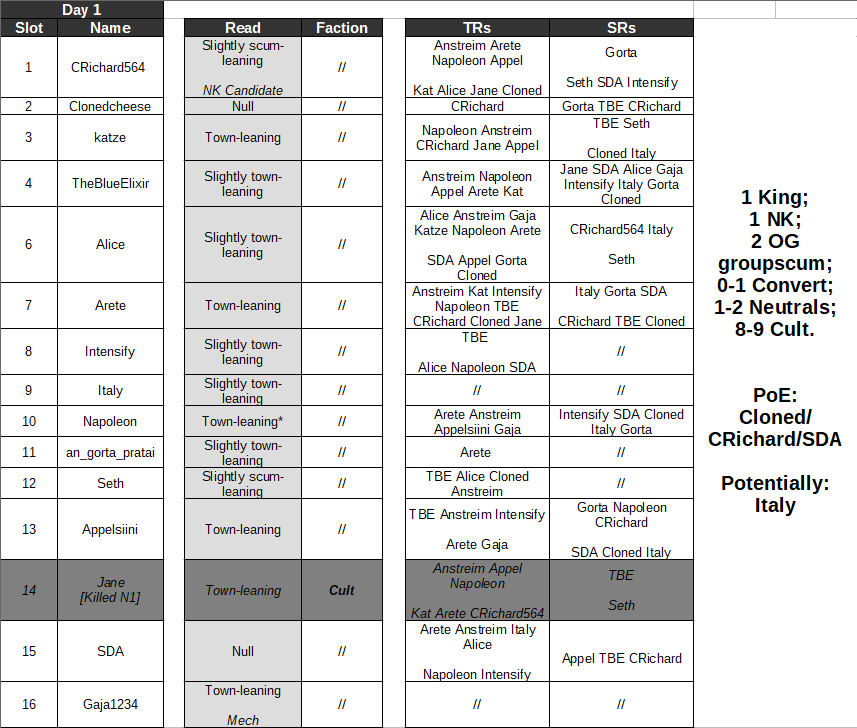 Day 1
Slot Name Read Faction TRs SRs
1 CRichard564
Slightly scum-
leaning
NK Candidate
//
Anstreim Arete
Napoleon Appel
Kat Alice Jane Cloned
Gorta
Seth SDA Intensify
2 Clonedcheese Null // CRichard Gorta TBE CRichard
3 katze Town-leaning //
Napoleon Anstreim
CRichard Jane Appel
TBE Seth
Cloned Italy
4 TheBlueElixir
Slightly town-
leaning
//
Anstreim Napoleon
Appel Arete Kat
Jane SDA Alice Gaja
Intensify Italy Gorta
Cloned
6 Alice
Slightly town-
leaning
//
Alice Anstreim Gaja
Katze Napoleon Arete
SDA Appel Gorta
Cloned
CRichard564 Italy
Seth
7 Arete Town-leaning //
Anstreim Kat Intensify
Napoleon TBE
CRichard Cloned Jane
Italy Gorta SDA
CRichard TBE Cloned
8 Intensify
Slightly town-
leaning
//
TBE
Alice Napoleon SDA
//
9 Italy
Slightly town-
leaning
// // //
10 Napoleon Town-leaning* //
Arete Anstreim
Appelsiini Gaja
Intensify SDA Cloned
Italy Gorta
11 an_gorta_pratai
Slightly town-
leaning
// Arete //
12 Seth
Slightly scum-
leaning
//
TBE Alice Cloned
Anstreim
//
13 Appelsiini Town-leaning //
TBE Anstreim Intensify
Arete Gaja
Gorta Napoleon
CRichard
SDA Cloned Italy
14
Jane
[Killed N1]
Town-leaning Cult
Anstreim Appel
Napoleon
Kat Arete CRichard564
TBE
Seth
15 SDA Null //
Arete Anstreim Italy
Alice
Napoleon Intensify
Appel TBE CRichard
16 Gaja1234
Town-leaning
Mech
// // //
1 King;
1 NK;
2 OG
groupscum;
0-1 Convert;
1-2 Neutrals;
8-9 Cult.
PoE:
Cloned/
CRichard/SDA
Potentially:
Italy